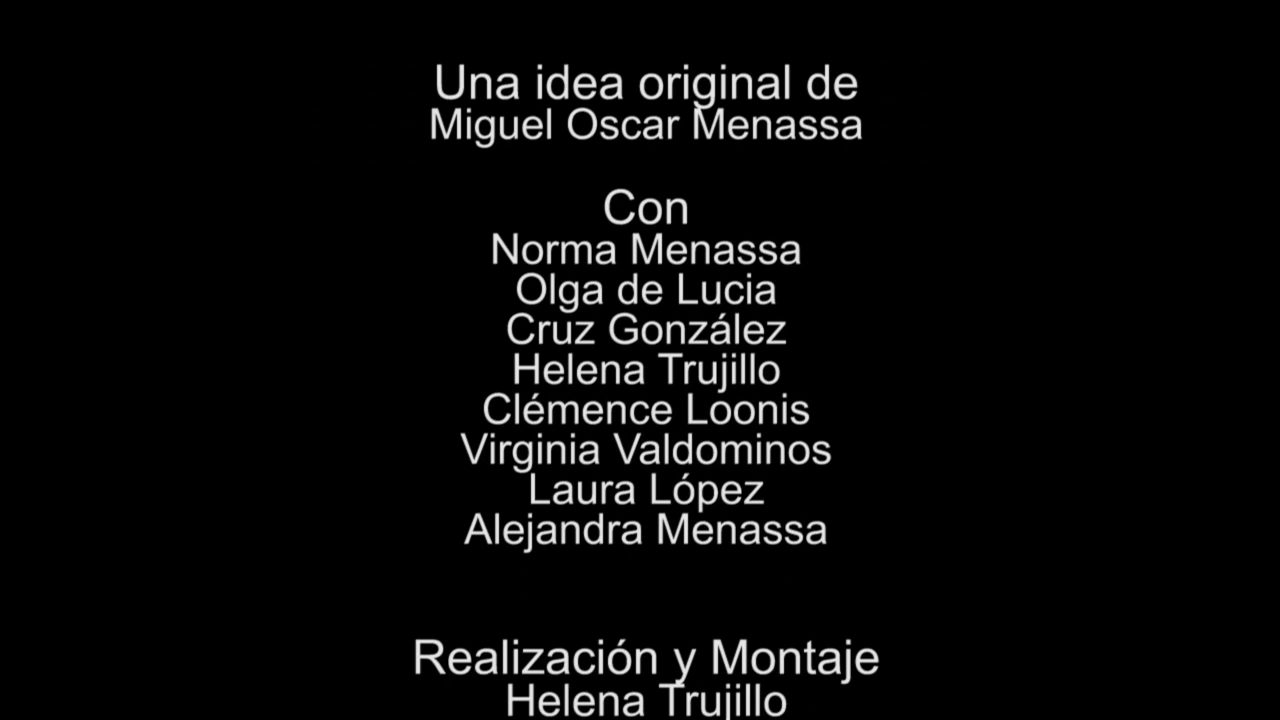 Una idea original de
Miguel Oscar Menassa
Con
Norma Menassa
Olga de Lucia
Cruz González
Helena Trujillo
Clémence Loonis
Virginia Valdominos
Laura López
Alejandra Menassa
Realización y Montaje
Helena Trujillo